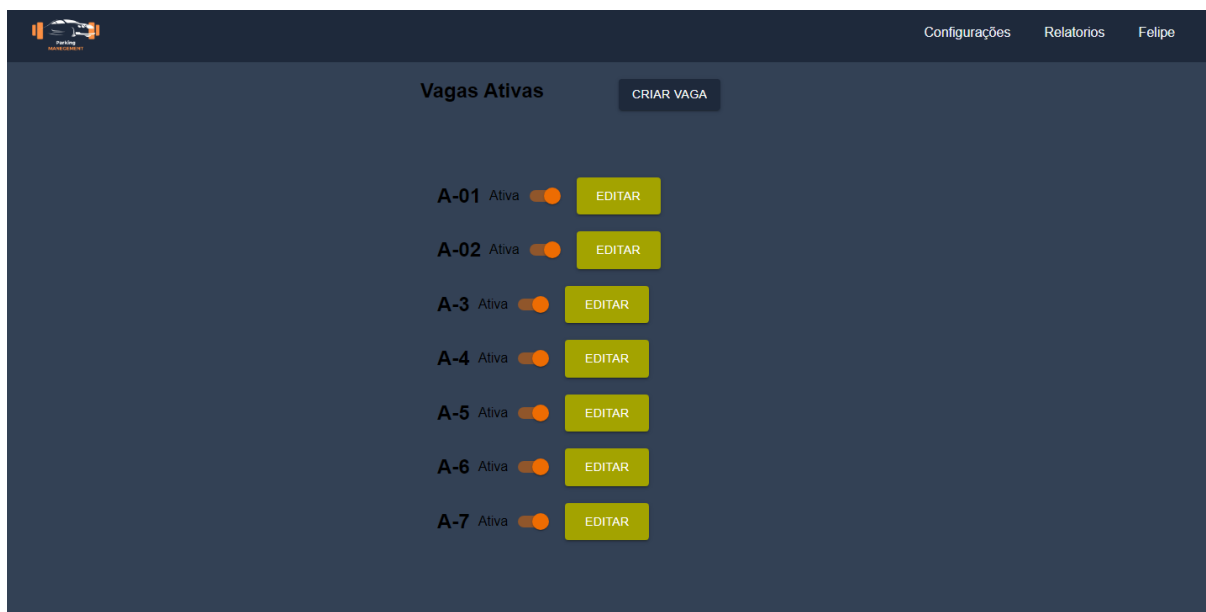 Parking
MANEGEMENT
Configurações Relatorios Felipe
Vagas Ativas CRIAR VAGA
A-01 Ativa EDITAR
A-02 Ativa EDITAR
A-3 Ativa EDITAR
A-4 Ativa EDITAR
A-5 Ativa EDITAR
A-6 Ativa EDITAR
A-7 Ativa EDITAR